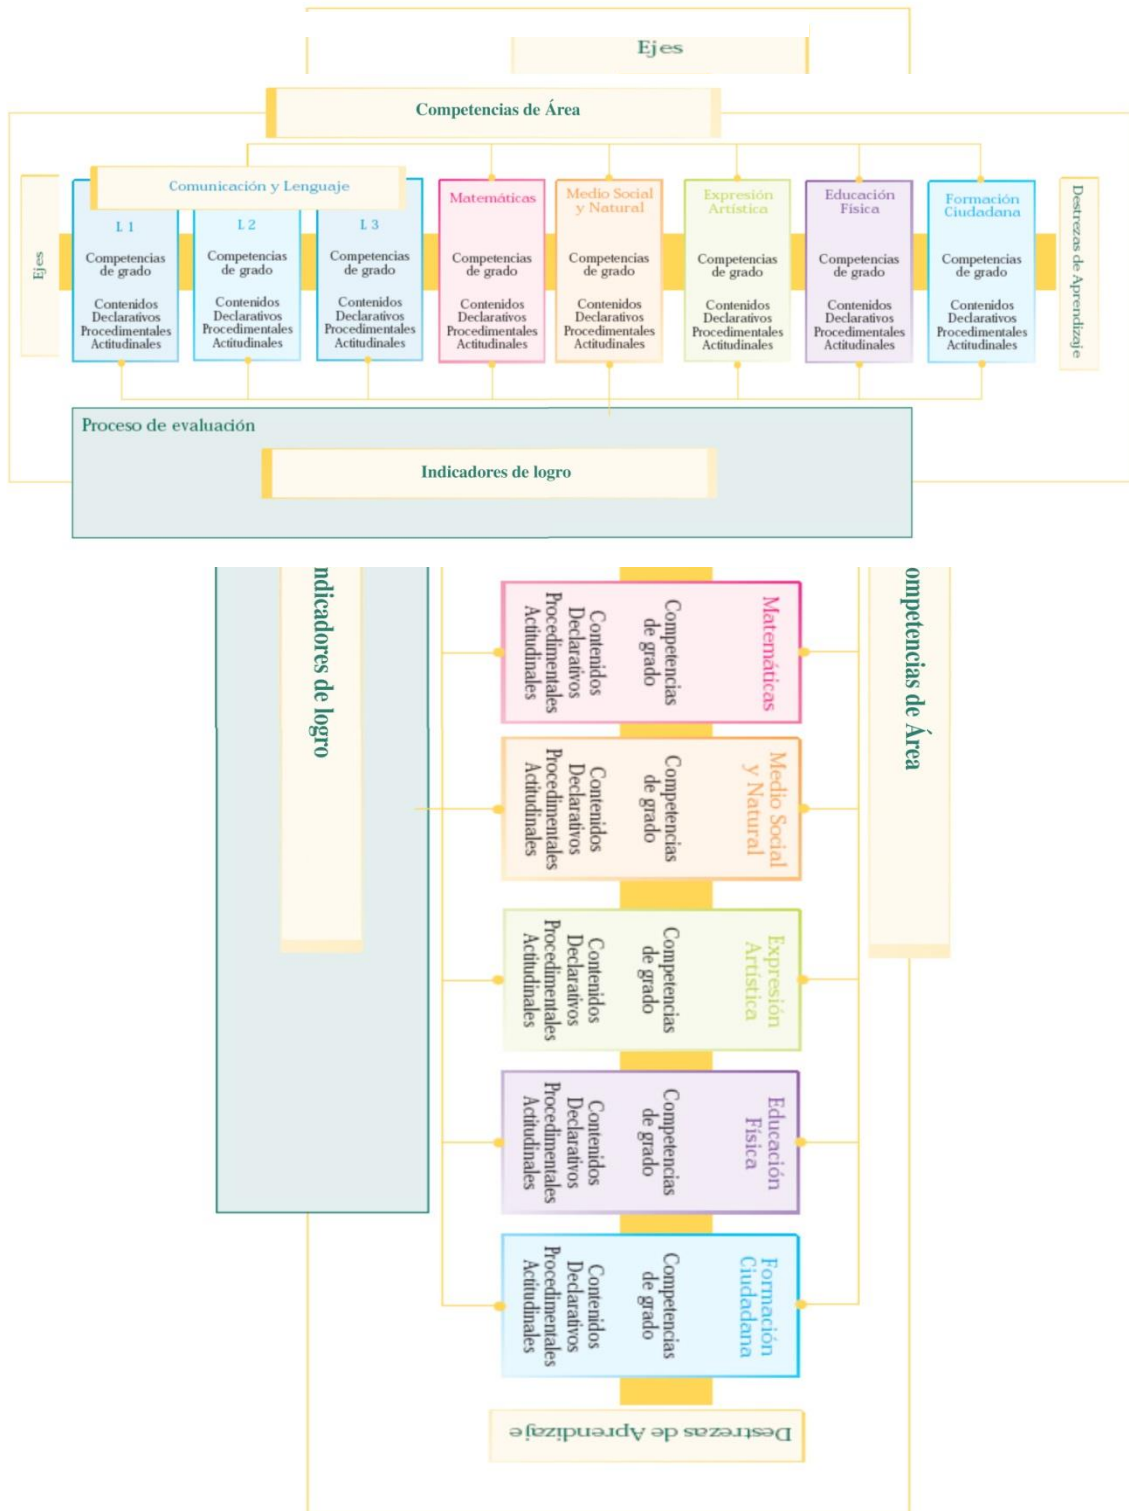 Ejes
Competencias de Área
Comunicación y Lenguaje
Ejes
L 1
Competencias
de grado
Contenidos
Declarativos
Procedimentales
Actitudinales
L 2
Competencias
de grado
Contenidos
Declarativos
Procedimentales
Actitudinales
L 3
Competencias
de grado
Contenidos
Declarativos
Procedimentales
Actitudinales
Matemáticas
Competencias
de grado
Contenidos
Declarativos
Procedimentales
Actitudinales
Medio Social
y Natural
Competencias
de grado
Contenidos
Declarativos
Procedimentales
Actitudinales
Expresión
Artística
Competencias
de grado
Contenidos
Declarativos
Procedimentales
Actitudinales
Educación
Física
Competencias
de grado
Contenidos
Declarativos
Procedimentales
Actitudinales
Formación
Ciudadana
Competencias
de grado
Contenidos
Declarativos
Procedimentales
Actitudinales
Destrezas de Aprendizaje
Proceso de evaluación
Indicadores de logro
ompetencias de Área
Matemáticas
Competencias
de grado
Contenidos
Declarativos
Procedimentales
Actitudinales
Medio Social
y Natural
Competencias
de grado
Contenidos
Declarativos
Procedimentales
Actitudinales
Expresión
Artística
Competencias
de grado
Contenidos
Declarativos
Procedimentales
Actitudinales
Educación
Física
Competencias
de grado
Contenidos
Declarativos
Procedimentales
Actitudinales
Formación
Ciudadana
Competencias
de grado
Contenidos
Declarativos
Procedimentales
Actitudinales
Destrezas de Aprendizaje
ndicadores de logro